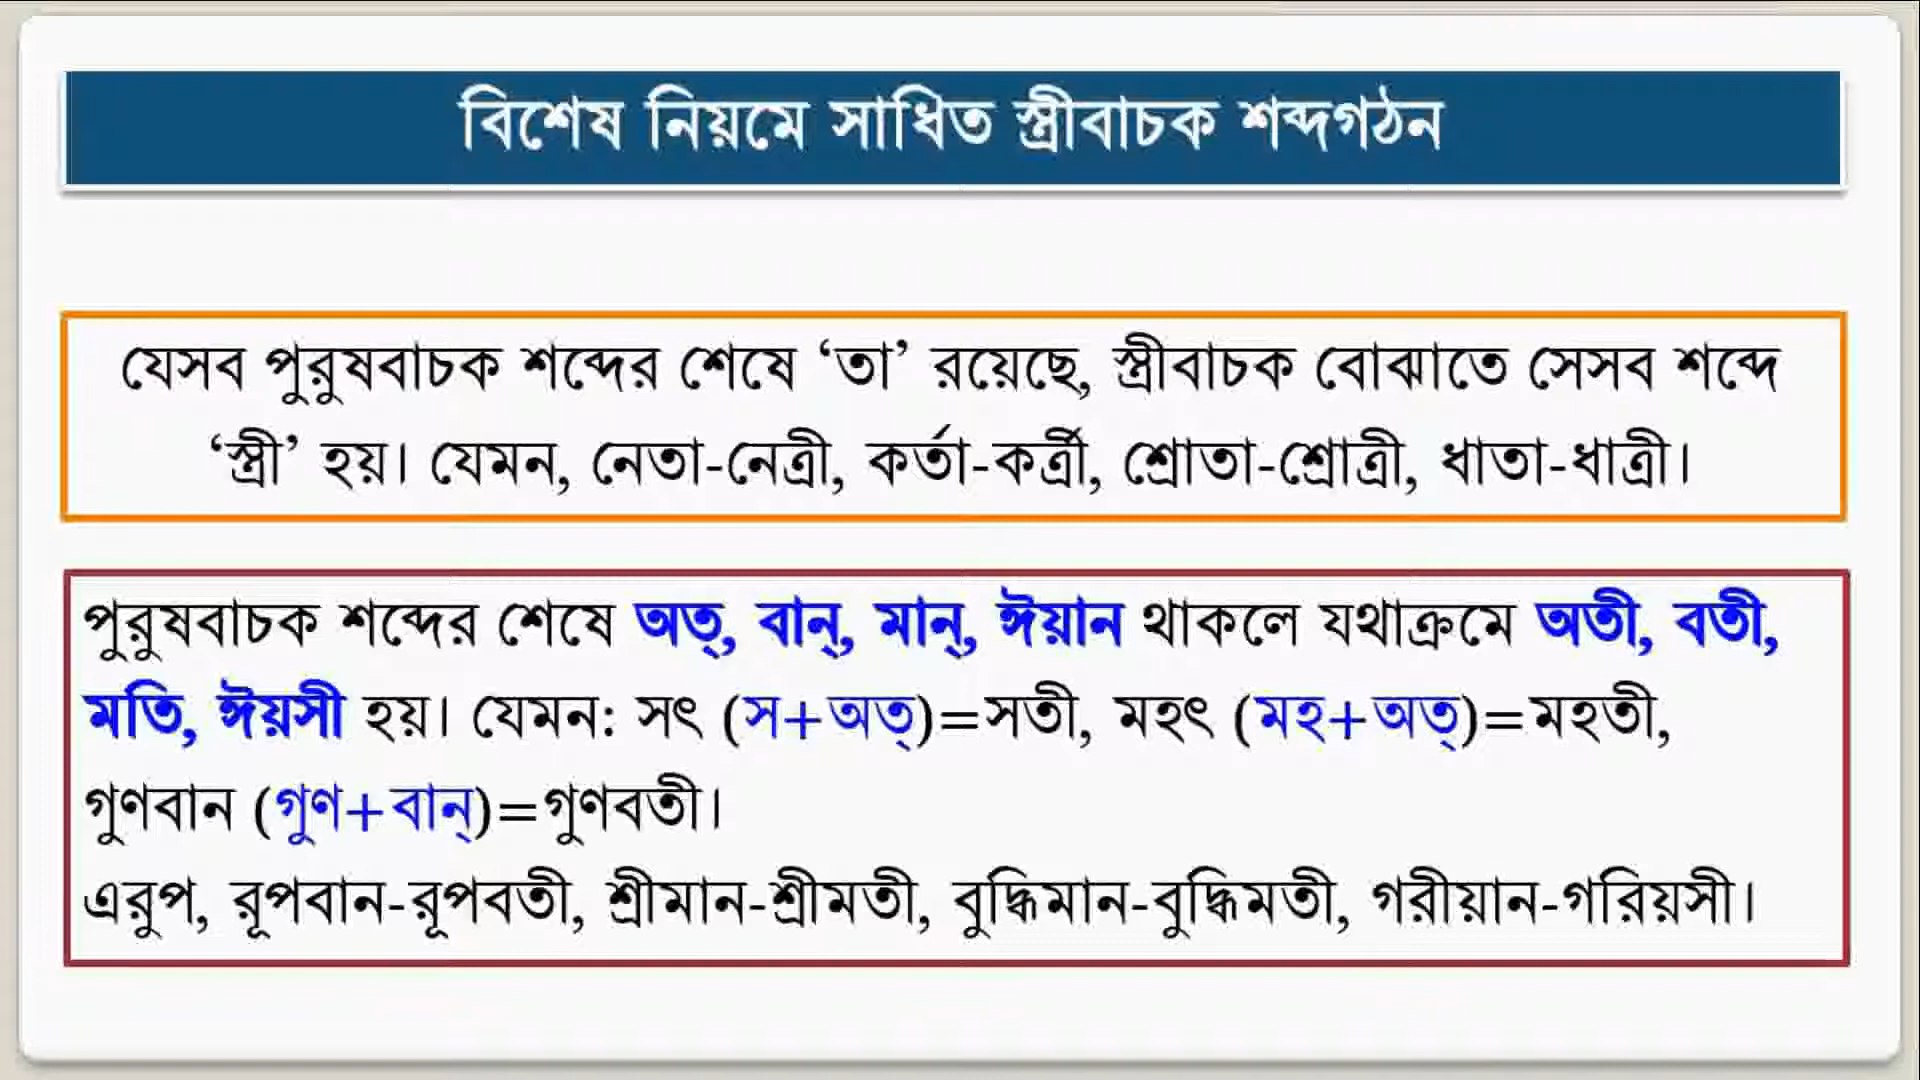 বিশেষ নিয়মে সাধিত স্ত্রীবাচক শব্দগঠন
যেসব পুরুষবাচক শব্দের শেষে ‘তা’ রয়েছে, স্ত্রীবাচক বোঝাতে সেসব শব্দে
‘স্ত্রী’ হয়। যেমন, নেতা-নেত্রী, কর্তা-কর্ত্রী, শ্রোতা-শ্রোত্রী, ধাতা-ধাত্রী।
পুরুষবাচক শব্দের শেষে অত্, বান্, মান্, ঈয়ান থাকলে যথাক্রমে অতী, বতী,
মতি, ঈয়সী হয়। যেমন: সৎ (স+অত্)=সতী, মহৎ (মহ+অত্)=মহতী,
গুণবান (গুণ+বান্)=গুণবতী।
এরুপ, রূপবান-রূপবতী, শ্রীমান-শ্রীমতী, বুদ্ধিমান-বুদ্ধিমতী, গরীয়ান-গরিয়সী।